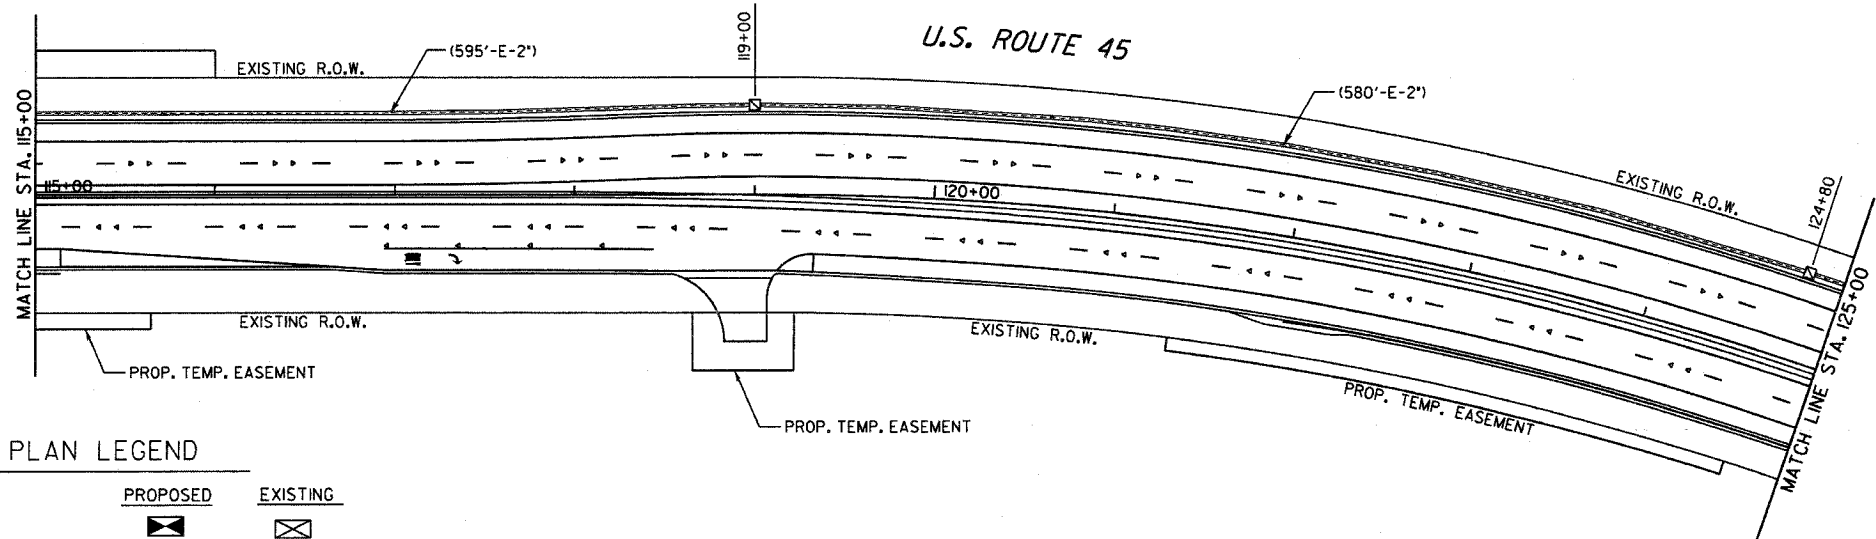 U.S. ROUTE 45
119+00
(595'-E-2")
EXISTING R.O.W.
(580'-E-2")
MATCH LINE STA. 115+00
115+00
120+00
EXISTING R.O.W.
124+80
EXISTING R.O.W.
EXISTING R.O.W.
PROP. TEMP. EASEMENT
PROP. TEMP. EASEMENT
PROP. TEMP. EASEMENT
MATCH LINE STA. 125+00
PLAN LEGEND
PROPOSED EXISTING